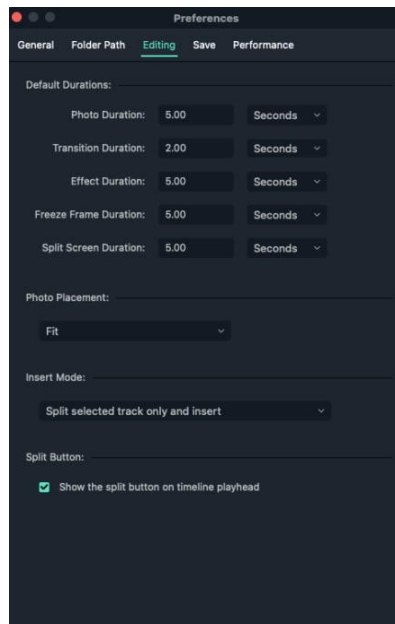 Preferences
General Folder Path Editing Save Performance
Default Durations:
Photo Duration: 5.00 Seconds
Transition Duration: 2.00 Seconds
Effect Duration: 5.00 Seconds
Freeze Frame Duration: 5.00 Seconds
Split Screen Duration: 5.00 Seconds
Photo Placement:
Fit
Insert Mode:
Split selected track only and insert
Split Button:
Show the split button on timeline playhead